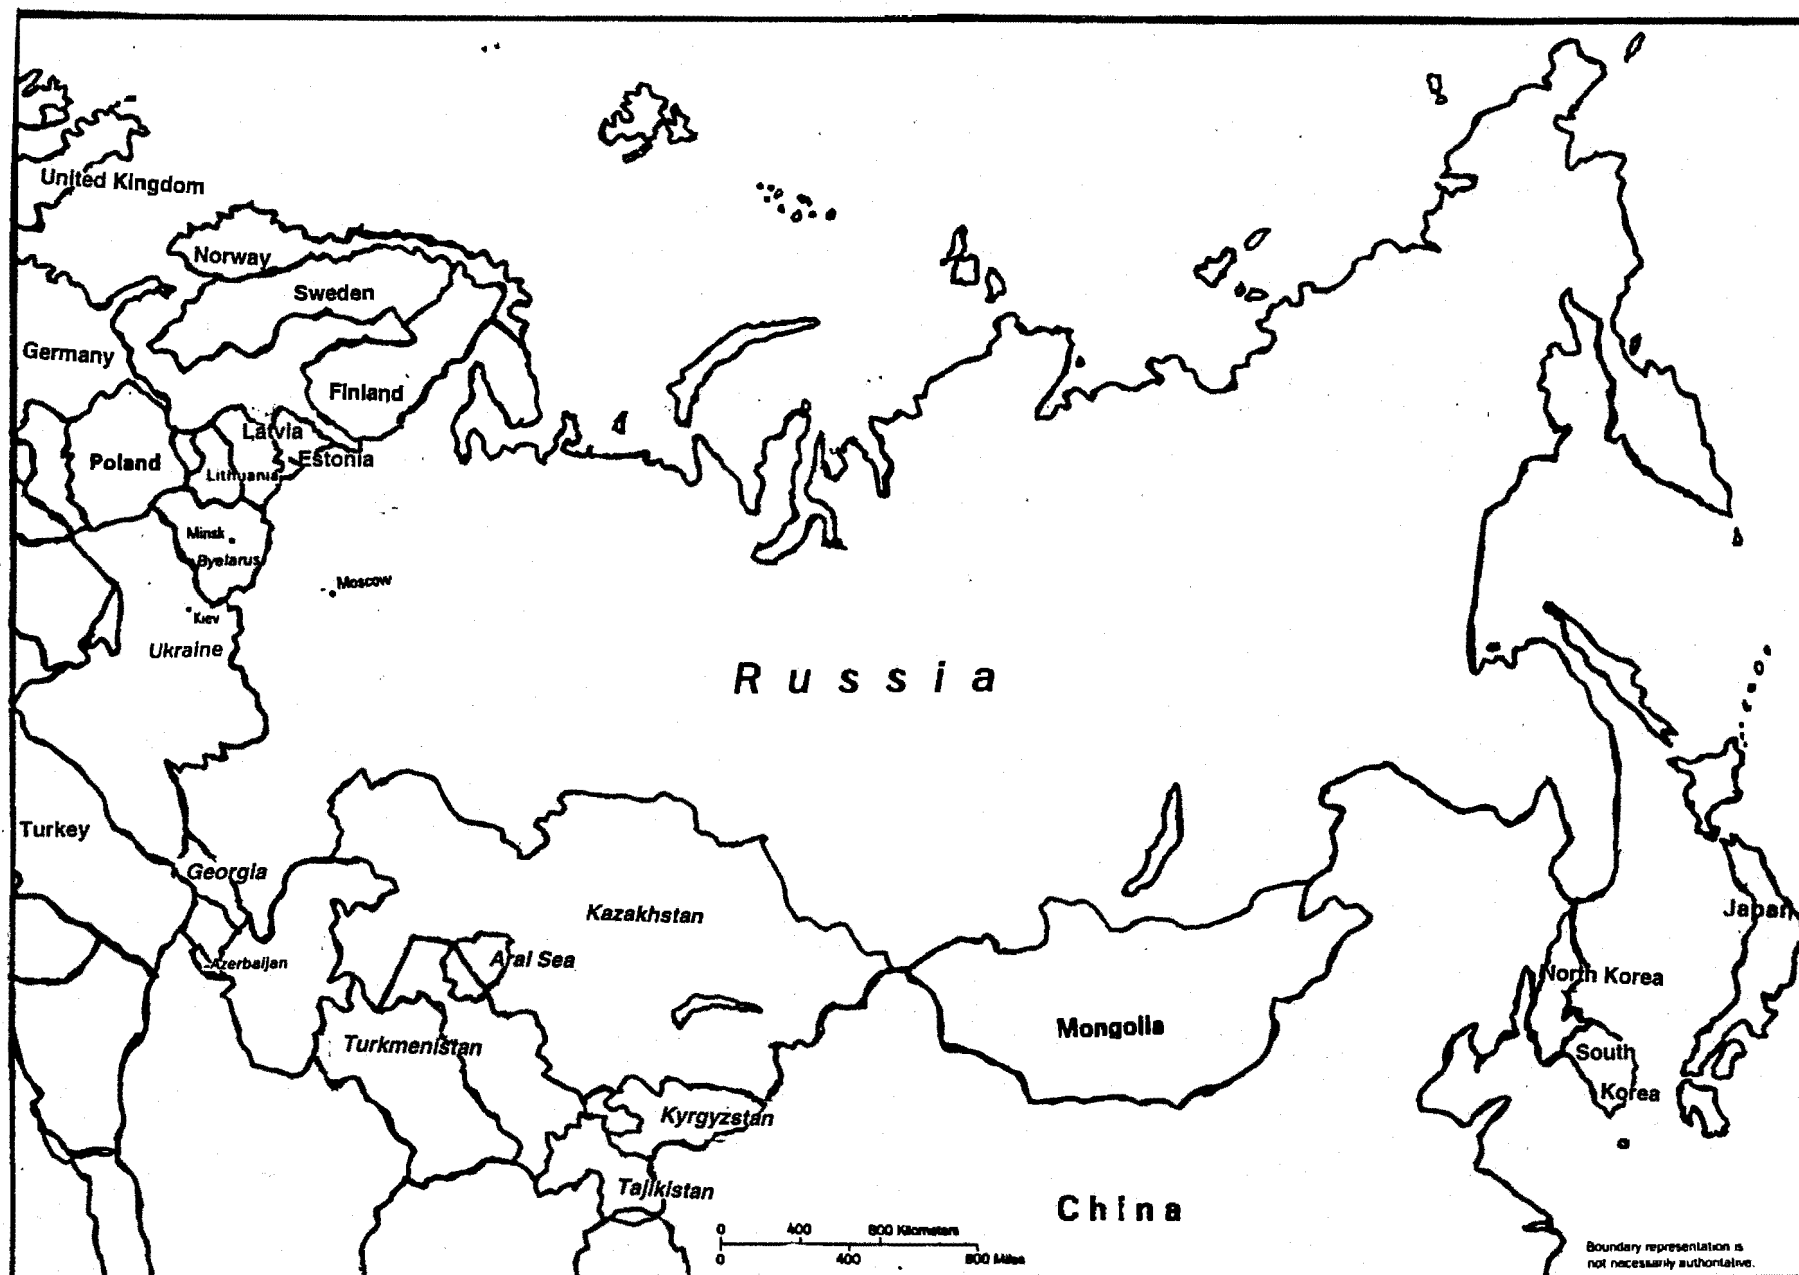 United Kingdom
Norway
Sweden
Germany
Finland
Latvia
Poland
Estonia
Lithuania
Minsk
Byelarus
Moscow
Kiev
Ukraine
Russia
Turkey
Georgia
Kazakhstan
Japan
Aral Sea
Azerbaijan
North Korea
Mongolia
Turkmenistan
South
Korea
Kyrgyzstan
Tajikistan
China
0 400 800 Kilometers
0 400 800 Miles
Boundary representation is
not necessarily authoritative.